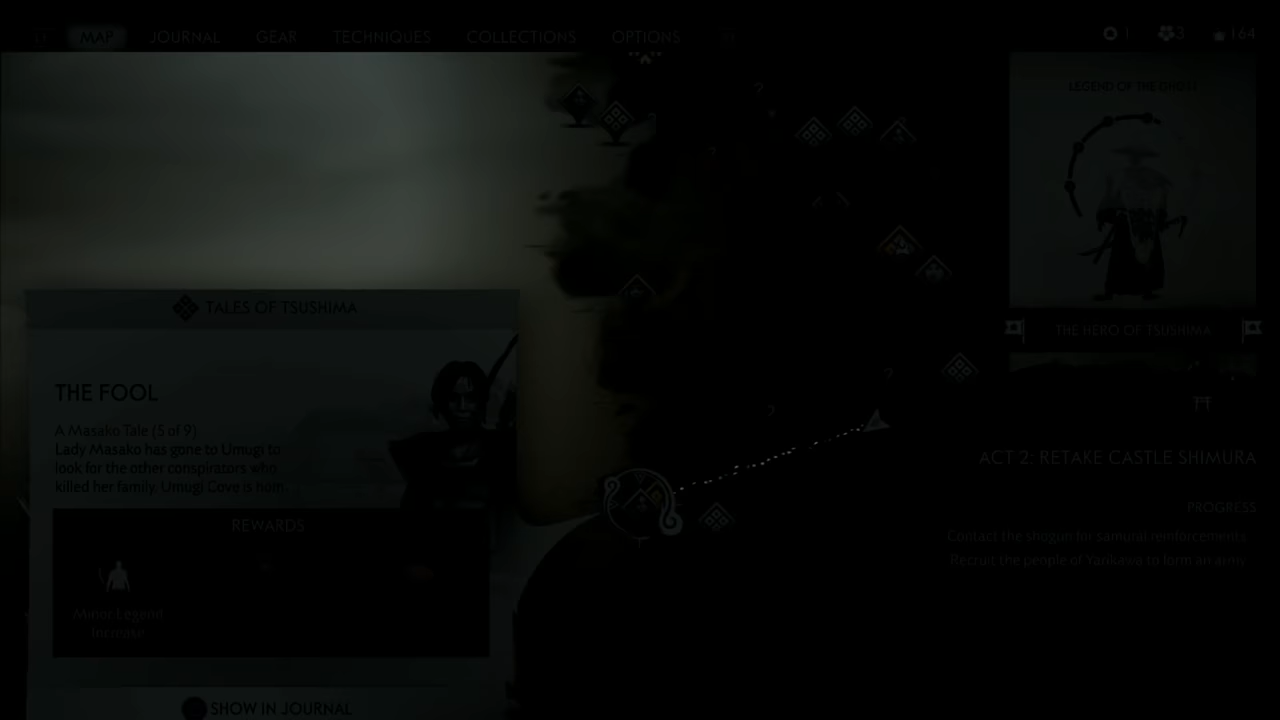 MAP JOURNAL GEAR TECHNIQUES COLLECTIONS OPTIONS
1 3 164
LEGEND OF THE GHOST
THE HERO OF TSUSHIMA
TALES OF TSUSHIMA
THE FOOL
A Masako Tale (5 of 9)
Lady Masako has gone to Umugi to
look for the other conspirators who
killed her family. Umugi Cove is hom...
REWARDS
Minor Legend
Increase
SHOW IN JOURNAL
ACT 2: RETAKE CASTLE SHIMURA
PROGRESS
Contact the shogun for samurai reinforcements
Recruit the people of Yarikawa to form an army